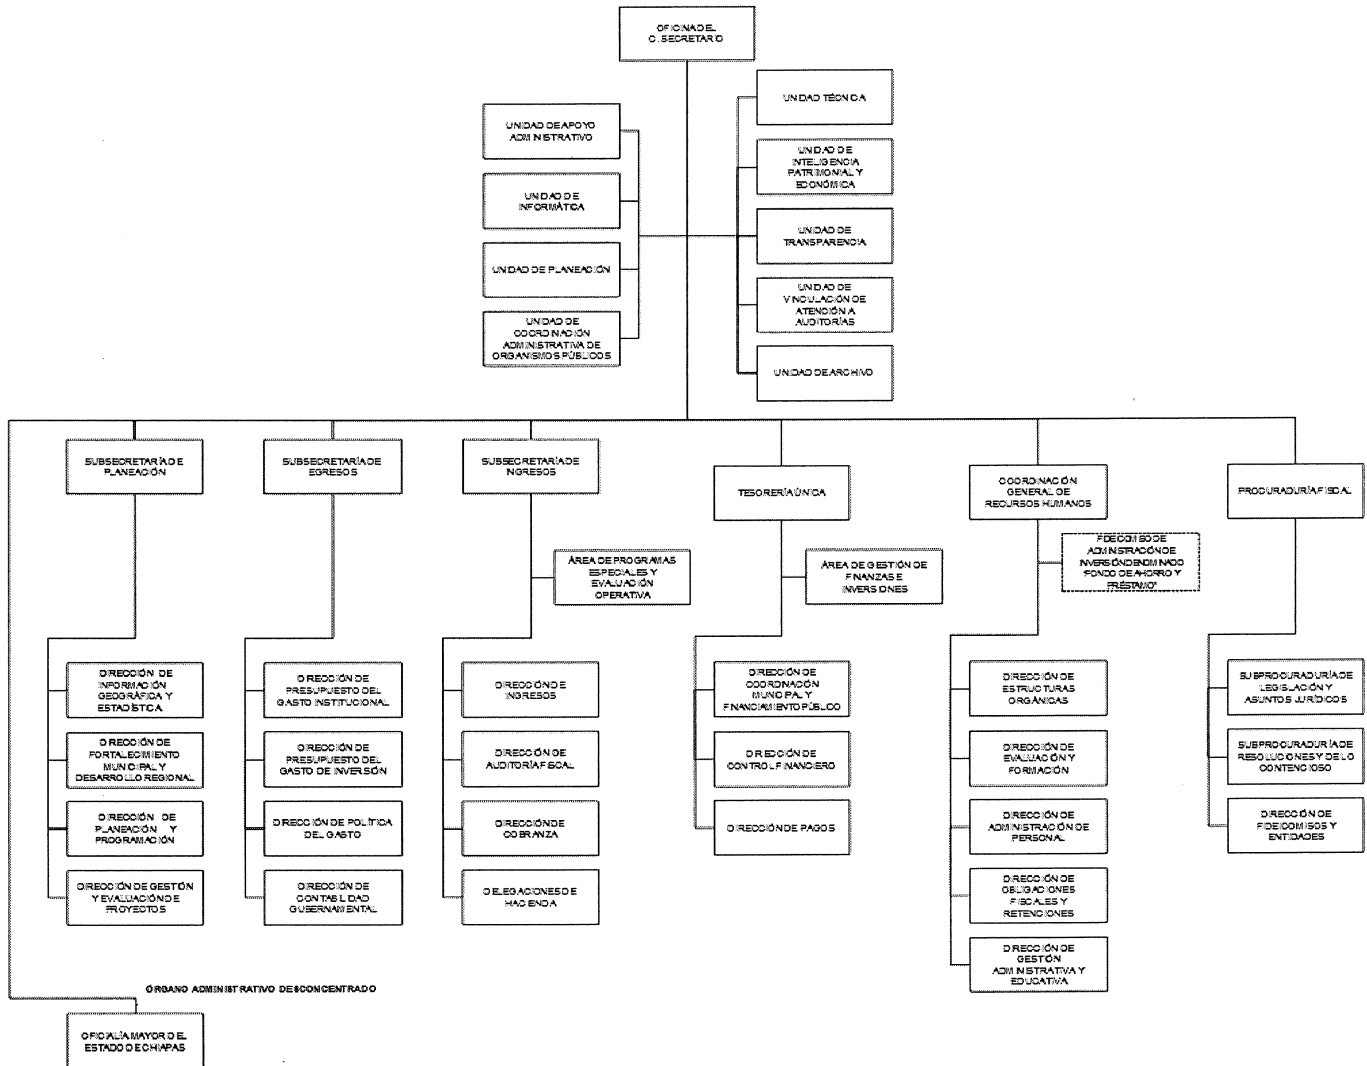 OFICINA DEL
C. SECRETARIO
UNIDAD TÉCNICA
UNIDAD DE APOYO
ADMINISTRATIVO
UNIDAD DE
INTELIGENCIA
PATRIMONIAL Y
ECONÓMICA
UNIDAD DE
INFORMÁTICA
UNIDAD DE
TRANSPARENCIA
UNIDAD DE PLANEACIÓN
UNIDAD DE
VINCULACIÓN DE
ATENCIÓN A
AUDITORÍAS
UNIDAD DE
COORDINACIÓN
ADMINISTRATIVA DE
ORGANISMOS PÚBLICOS
UNIDAD DE ARCHIVO
SUBSECRETARÍA DE
PLANEACIÓN
SUBSECRETARÍA DE
EGRESOS
SUBSECRETARÍA DE
INGRESOS
TESORERÍA ÚNICA
COORDINACIÓN
GENERAL DE
RECURSOS HUMANOS
PROCURADURÍA FISCAL
ÁREA DE PROGRAMAS
ESPECIALES Y
EVALUACIÓN
OPERATIVA
ÁREA DE GESTIÓN DE
FINANZAS E
INVERSIONES
FIDEICOMISO DE
ADMINISTRACIÓN DE
INVERSIÓN DENOMINADO
"FONDO DE AHORRO Y
PRÉSTAMO"
DIRECCIÓN DE
INFORMACIÓN
GEOGRÁFICA Y
ESTADÍSTICA
DIRECCIÓN DE
FORTALECIMIENTO
MUNICIPAL Y
DESARROLLO REGIONAL
DIRECCIÓN DE
PLANEACIÓN Y
PROGRAMACIÓN
DIRECCIÓN DE GESTIÓN
Y EVALUACIÓN DE
PROYECTOS
DIRECCIÓN DE
PRESUPUESTO DEL
GASTO INSTITUCIONAL
DIRECCIÓN DE
PRESUPUESTO DEL
GASTO DE INVERSIÓN
DIRECCIÓN DE POLÍTICA
DEL GASTO
DIRECCIÓN DE
CONTABILIDAD
GUBERNAMENTAL
DIRECCIÓN DE
INGRESOS
DIRECCIÓN DE
AUDITORÍA FISCAL
DIRECCIÓN DE
COBRANZA
DELEGACIONES DE
HACIENDA
DIRECCIÓN DE
COORDINACIÓN
MUNICIPAL Y
FINANCIAMIENTO PÚBLICO
DIRECCIÓN DE
CONTROL FINANCIERO
DIRECCIÓN DE PAGOS
DIRECCIÓN DE
ESTRUCTURAS
ORGÁNICAS
DIRECCIÓN DE
EVALUACIÓN Y
FORMACIÓN
DIRECCIÓN DE
ADMINISTRACIÓN DE
PERSONAL
DIRECCIÓN DE
OBLIGACIONES
FISCALES Y
RETENCIONES
DIRECCIÓN DE
GESTIÓN
ADMINISTRATIVA Y
EDUCATIVA
SUBPROCURADURÍA DE
LEGISLACIÓN Y
ASUNTOS JURÍDICOS
SUBPROCURADURÍA DE
RESOLUCIONES Y DE LO
CONTENCIOSO
DIRECCIÓN DE
FIDEICOMISOS Y
ENTIDADES
ÓRGANO ADMINISTRATIVO DESCONCENTRADO
OFICIALÍA MAYOR DEL
ESTADO DE CHIAPAS